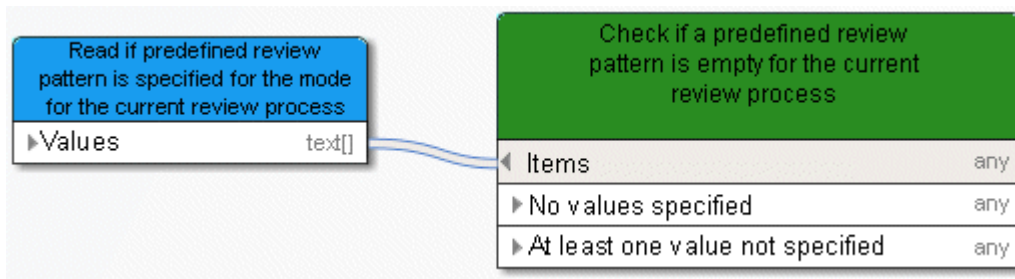 Read if predefined review
pattern is specified for the mode
for the current review process
Values text[]
Check if a predefined review
pattern is empty for the current
review process
Items any
No values specified any
At least one value not specified any